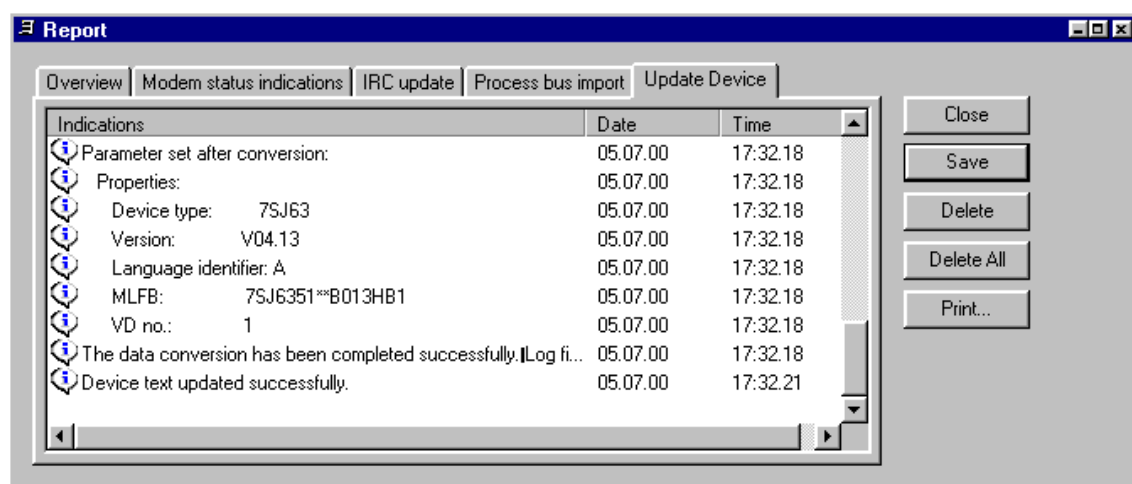 Report
Overview Modem status indications IRC update Process bus import Update Device
Indications Date Time
Parameter set after conversion: 05.07.00 17:32.18
Properties: 05.07.00 17:32.18
Device type: 7SJ63 05.07.00 17:32.18
Version: V04.13 05.07.00 17:32.18
Language identifier: A 05.07.00 17:32.18
MLFB: 7SJ6351**B013HB1 05.07.00 17:32.18
VD no.: 1 05.07.00 17:32.18
The data conversion has been completed successfully.|Log fi... 05.07.00 17:32.18
Device text updated successfully. 05.07.00 17:32.21
Close
Save
Delete
Delete All
Print...